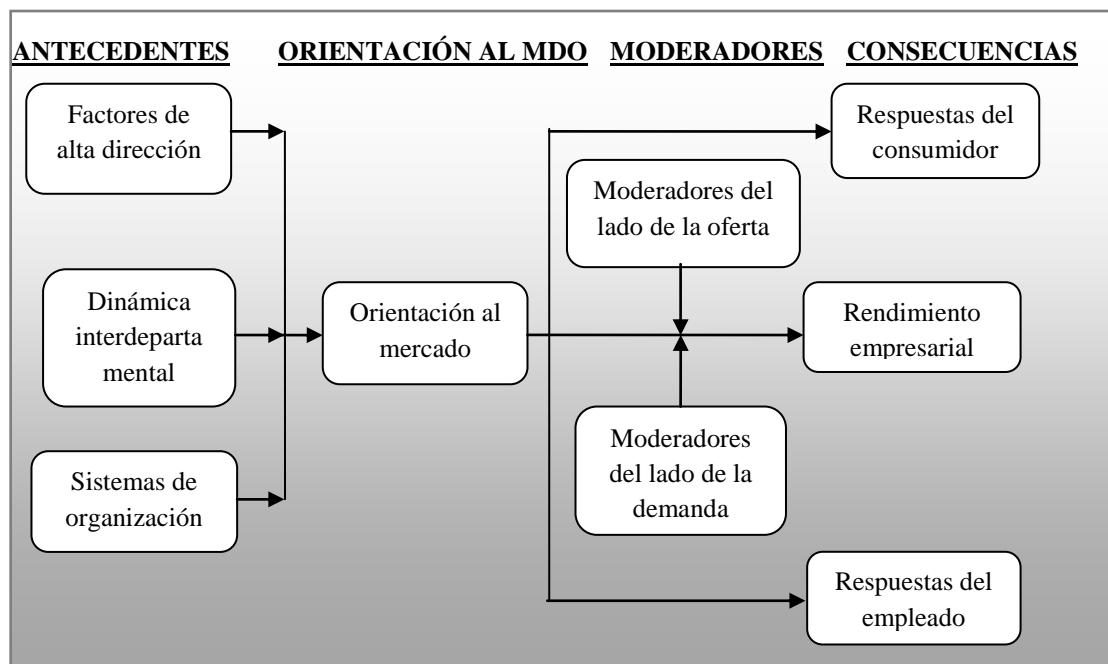 ANTECEDENTES
ORIENTACIÓN AL MDO
MODERADORES
CONSECUENCIAS
Factores de
alta dirección
Dinámica
interdeparta
mental
Sistemas de
organización
Orientación al
mercado
Moderadores del
lado de la oferta
Moderadores
del lado de la
demanda
Respuestas del
consumidor
Rendimiento
empresarial
Respuestas del
empleado